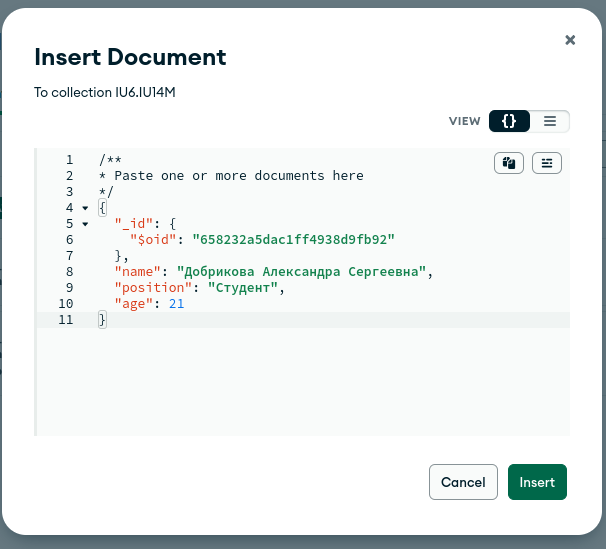 Insert Document
To collection IU6.IU14M
VIEW {}
1 /**
2 * Paste one or more documents here
3 */
4 {
5 "_id": {
6 "$oid": "658232a5dac1ff4938d9fb92"
7 },
8 "name": "Добрикова Александра Сергеевна",
9 "position": "Студент",
10 "age": 21
11 }
Cancel Insert